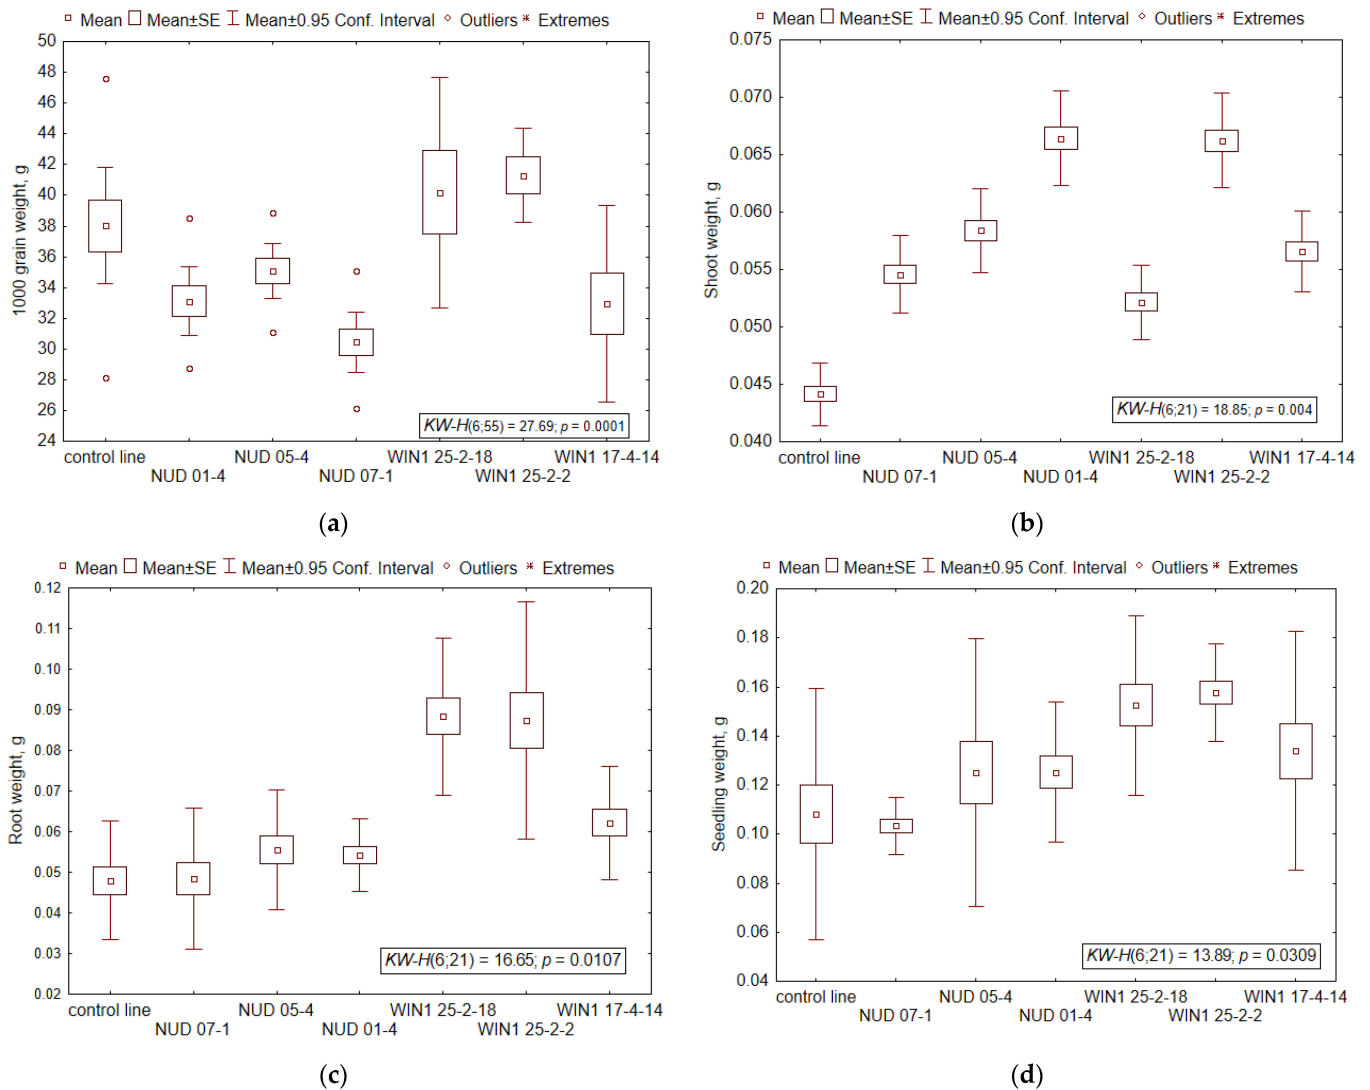 Mean Mean±SE Mean±0.95 Conf. Interval Outliers Extremes
50
48
46
44
42
40
38
36
34
32
30
28
26
24
1000 grain weight, g
KW-H(6;55) = 27.69; p = 0.0001
control line NUD 05-4 WIN1 25-2-18 WIN1 17-4-14
NUD 01-4 NUD 07-1 WIN1 25-2-2
(a)
Mean Mean±SE Mean±0.95 Conf. Interval Outliers Extremes
0.075
0.070
0.065
0.060
0.055
0.050
0.045
0.040
Shoot weight, g
KW-H(6;21) = 18.85; p = 0.004
control line NUD 05-4 WIN1 25-2-18 WIN1 17-4-14
NUD 07-1 NUD 01-4 WIN1 25-2-2
(b)
Mean Mean±SE Mean±0.95 Conf. Interval Outliers Extremes
0.12
0.11
0.10
0.09
0.08
0.07
0.06
0.05
0.04
0.03
0.02
Root weight, g
KW-H(6;21) = 16.65; p = 0.0107
control line NUD 05-4 WIN1 25-2-18 WIN1 17-4-14
NUD 07-1 NUD 01-4 WIN1 25-2-2
(c)
Mean Mean±SE Mean±0.95 Conf. Interval Outliers Extremes
0.20
0.18
0.16
0.14
0.12
0.10
0.08
0.06
0.04
Seedling weight, g
KW-H(6;21) = 13.89; p = 0.0309
control line NUD 05-4 WIN1 25-2-18 WIN1 17-4-14
NUD 07-1 NUD 01-4 WIN1 25-2-2
(d)